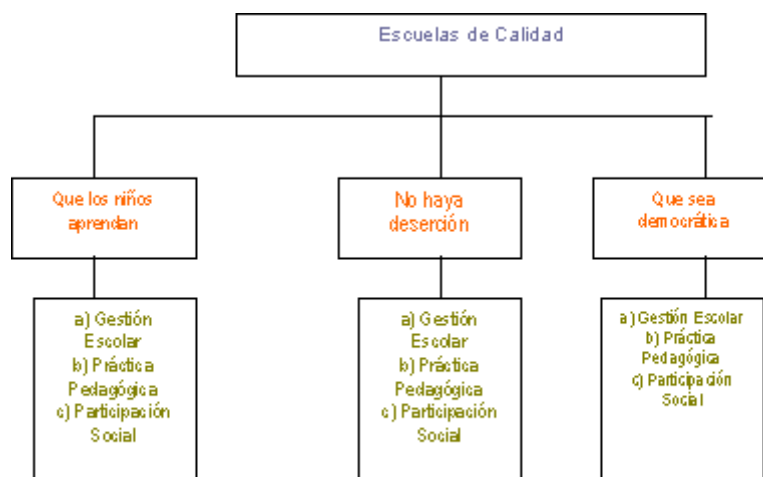 Escuelas de Calidad
Que los niños
aprendan
No haya
deserción
Que sea
democrática
a) Gestión
Escolar
b) Práctica
Pedagógica
c) Participación
Social
a) Gestión
Escolar
b) Práctica
Pedagógica
c) Participación
Social
a) Gestión Escolar
b) Práctica
Pedagógica
c) Participación
Social